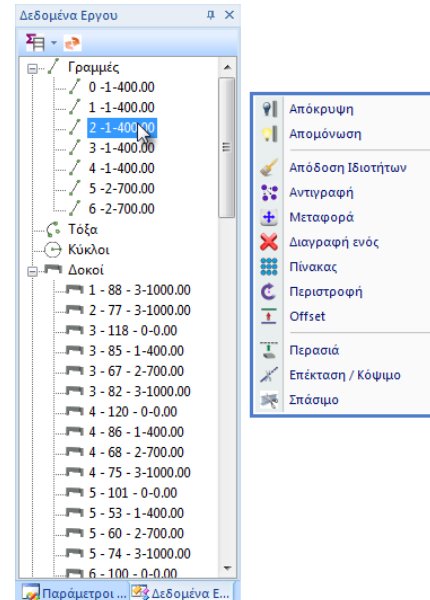 Δεδομένα Εργου
Γραμμές
0 -1-400.00
1 -1-400.00
2 -1-400.00
3 -1-400.00
4 -1-400.00
5 -2-700.00
6 -2-700.00
Τόξα
Κύκλοι
Δοκοί
1 - 88 - 3-1000.00
2 - 77 - 3-1000.00
3 - 118 - 0-0.00
3 - 85 - 1-400.00
3 - 67 - 2-700.00
3 - 82 - 3-1000.00
4 - 120 - 0-0.00
4 - 86 - 1-400.00
4 - 68 - 2-700.00
4 - 75 - 3-1000.00
5 - 101 - 0-0.00
5 - 53 - 1-400.00
5 - 60 - 2-700.00
5 - 74 - 3-1000.00
6 - 100 - 0-0.00
Παράμετροι ... Δεδομένα Ε...
Απόκρυψη
Απομόνωση
Απόδοση Ιδιοτήτων
Αντιγραφή
Μεταφορά
Διαγραφή ενός
Πίνακας
Περιστροφή
Offset
Περασιά
Επέκταση / Κόψιμο
Σπάσιμο